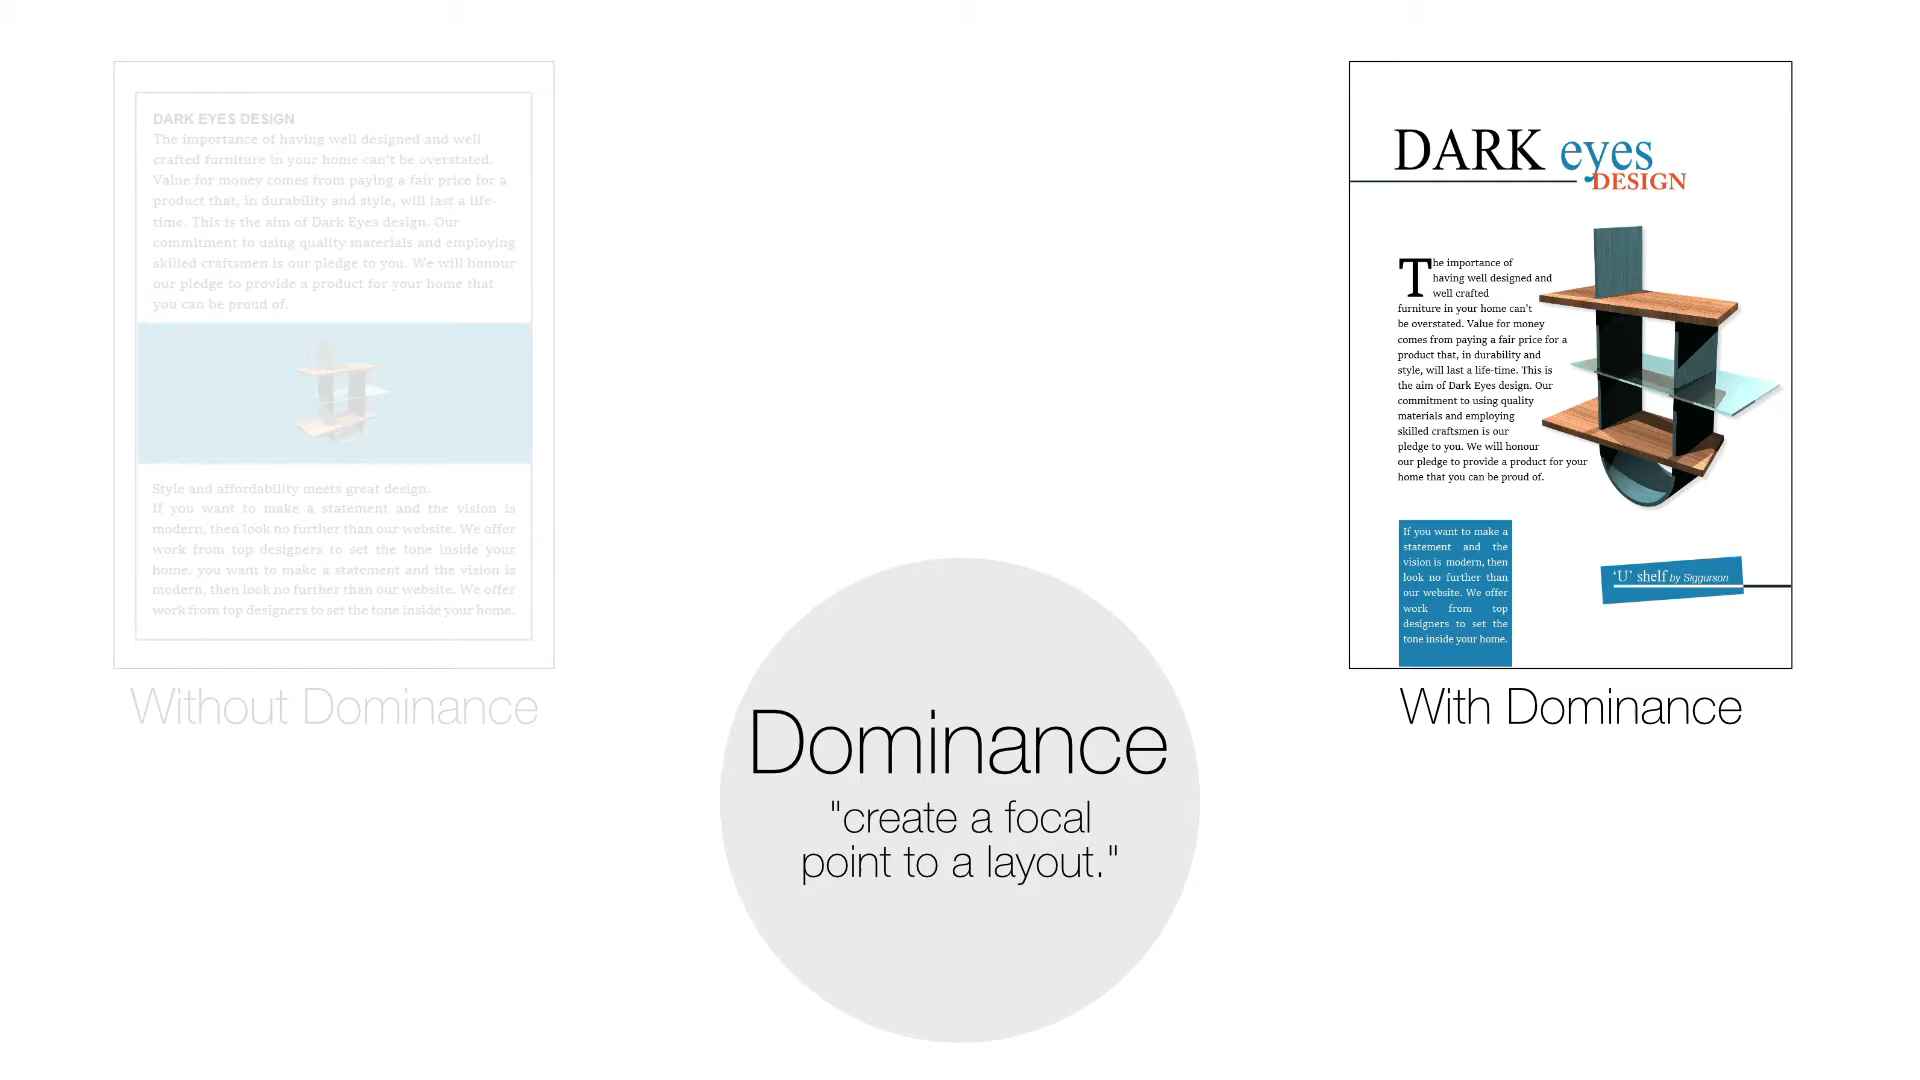 DARK EYES DESIGN
The importance of having well designed and well
crafted furniture in your home can't be overstated.
Value for money comes from paying a fair price for a
product that, in durability and style, will last a life-
time. This is the aim of Dark Eyes design. Our
commitment to using quality materials and employing
skilled craftsmen is our pledge to you. We will honour
our pledge to provide a product for your home that
you can be proud of.
Style and affordability meets great design.
If you want to make a statement and the vision is
modern, then look no further than our website. We offer
work from top designers to set the tone inside your
home. you want to make a statement and the vision is
modern, then look no further than our website. We offer
work from top designers to set the tone inside your home.
Without Dominance
Dominance
"create a focal
point to a layout."
DARK eyes
DESIGN
The importance of
having well designed and
well crafted
furniture in your home can't
be overstated. Value for money
comes from paying a fair price for a
product that, in durability and
style, will last a life-time. This is
the aim of Dark Eyes design. Our
commitment to using quality
materials and employing
skilled craftsmen is our
pledge to you. We will honour
our pledge to provide a product for your
home that you can be proud of.
If you want to make a
statement and the
vision is modern, then
look no further than
our website. We offer
work from top
designers to set the
tone inside your home.
'U' shelf by Siggurson
With Dominance